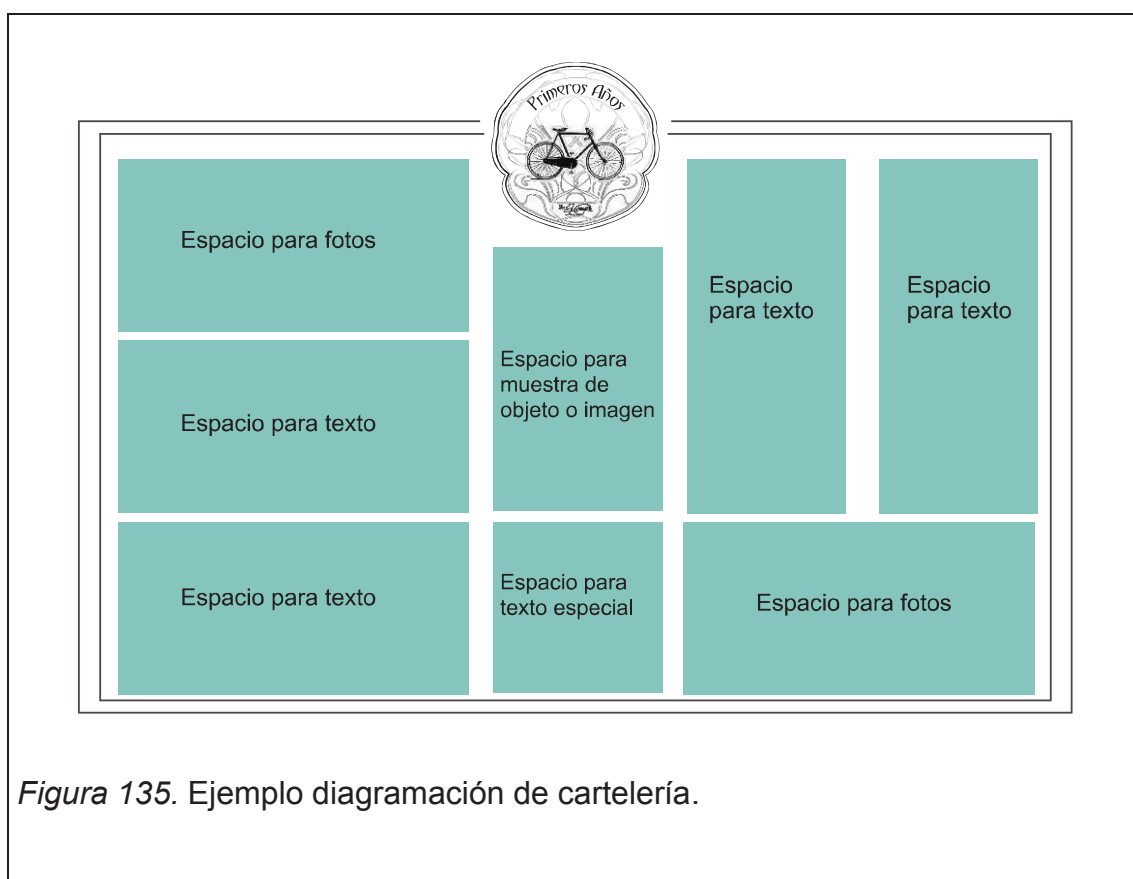 Primeros Años
Espacio para fotos
Espacio para texto
Espacio para texto
Espacio para
muestra de
objeto o imagen
Espacio para
texto especial
Espacio
para texto
Espacio
para texto
Espacio para fotos
Figura 135. Ejemplo diagramación de cartelería.